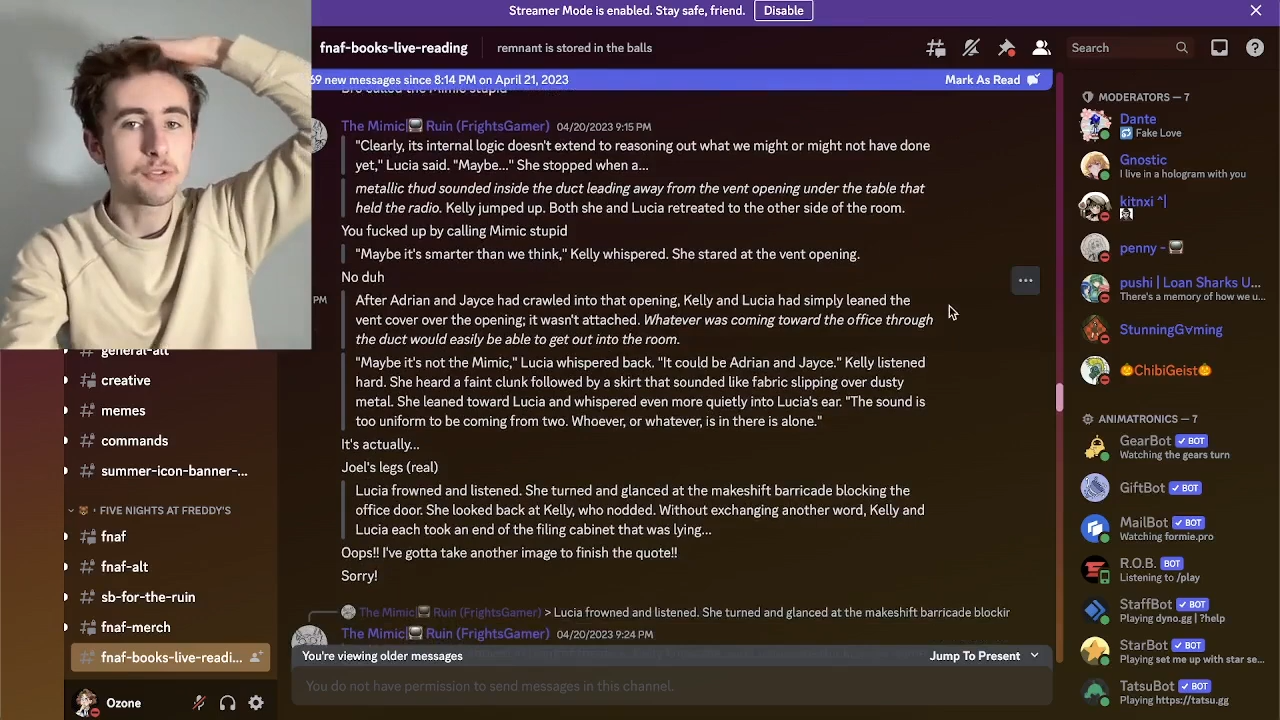 Streamer Mode is enabled. Stay safe, friend.
Disable
fnaf-books-live-reading
remnant is stored in the balls
Search
69 new messages since 8:14 PM on April 21, 2023
Mark As Read
Bro called the Mimic stupid
The Mimic| Ruin (FrightsGamer) 04/20/2023 9:15 PM
"Clearly, its internal logic doesn't extend to reasoning out what we might or might not have done
yet," Lucia said. "Maybe..." She stopped when a...
metallic thud sounded inside the duct leading away from the vent opening under the table that
held the radio. Kelly jumped up. Both she and Lucia retreated to the other side of the room.
You fucked up by calling Mimic stupid
"Maybe it's smarter than we think," Kelly whispered. She stared at the vent opening.
No duh
PM
After Adrian and Jayce had crawled into that opening, Kelly and Lucia had simply leaned the
vent cover over the opening; it wasn't attached. Whatever was coming toward the office through
the duct would easily be able to get out into the room.
"Maybe it's not the Mimic," Lucia whispered back. "It could be Adrian and Jayce." Kelly listened
hard. She heard a faint clunk followed by a skirt that sounded like fabric slipping over dusty
metal. She leaned toward Lucia and whispered even more quietly into Lucia's ear. "The sound is
too uniform to be coming from two. Whoever, or whatever, is in there is alone."
It's actually...
Joel's legs (real)
Lucia frowned and listened. She turned and glanced at the makeshift barricade blocking the
office door. She looked back at Kelly, who nodded. Without exchanging another word, Kelly and
Lucia each took an end of the filing cabinet that was lying...
Oops!! I've gotta take another image to finish the quote!!
Sorry!
The Mimic| Ruin (FrightsGamer) > Lucia frowned and listened. She turned and glanced at the makeshift barricade blockir
The Mimic| Ruin (FrightsGamer) 04/20/2023 9:24 PM
You're viewing older messages
Jump To Present
You do not have permission to send messages in this channel.
general-alt
creative
memes
commands
summer-icon-banner-...
FIVE NIGHTS AT FREDDY'S
fnaf
fnaf-alt
sb-for-the-ruin
fnaf-merch
fnaf-books-live-readi...
Ozone
MODERATORS — 7
Dante
Fake Love
Gnostic
I live in a hologram with you
kitnxi ^|
penny -
pushi | Loan Sharks U...
There's a memory of how we u...
StunningG∀ming
🎃ChibiGeist🎃
ANIMATRONICS — 7
GearBot ✓ BOT
Watching the gears turn
GiftBot ✓ BOT
MailBot ✓ BOT
Watching formie.pro
R.O.B. BOT
Listening to /play
StaffBot ✓ BOT
Playing dyno.gg | ?help
StarBot ✓ BOT
Playing set me up with star se...
TatsuBot ✓ BOT
Playing https://tatsu.gg